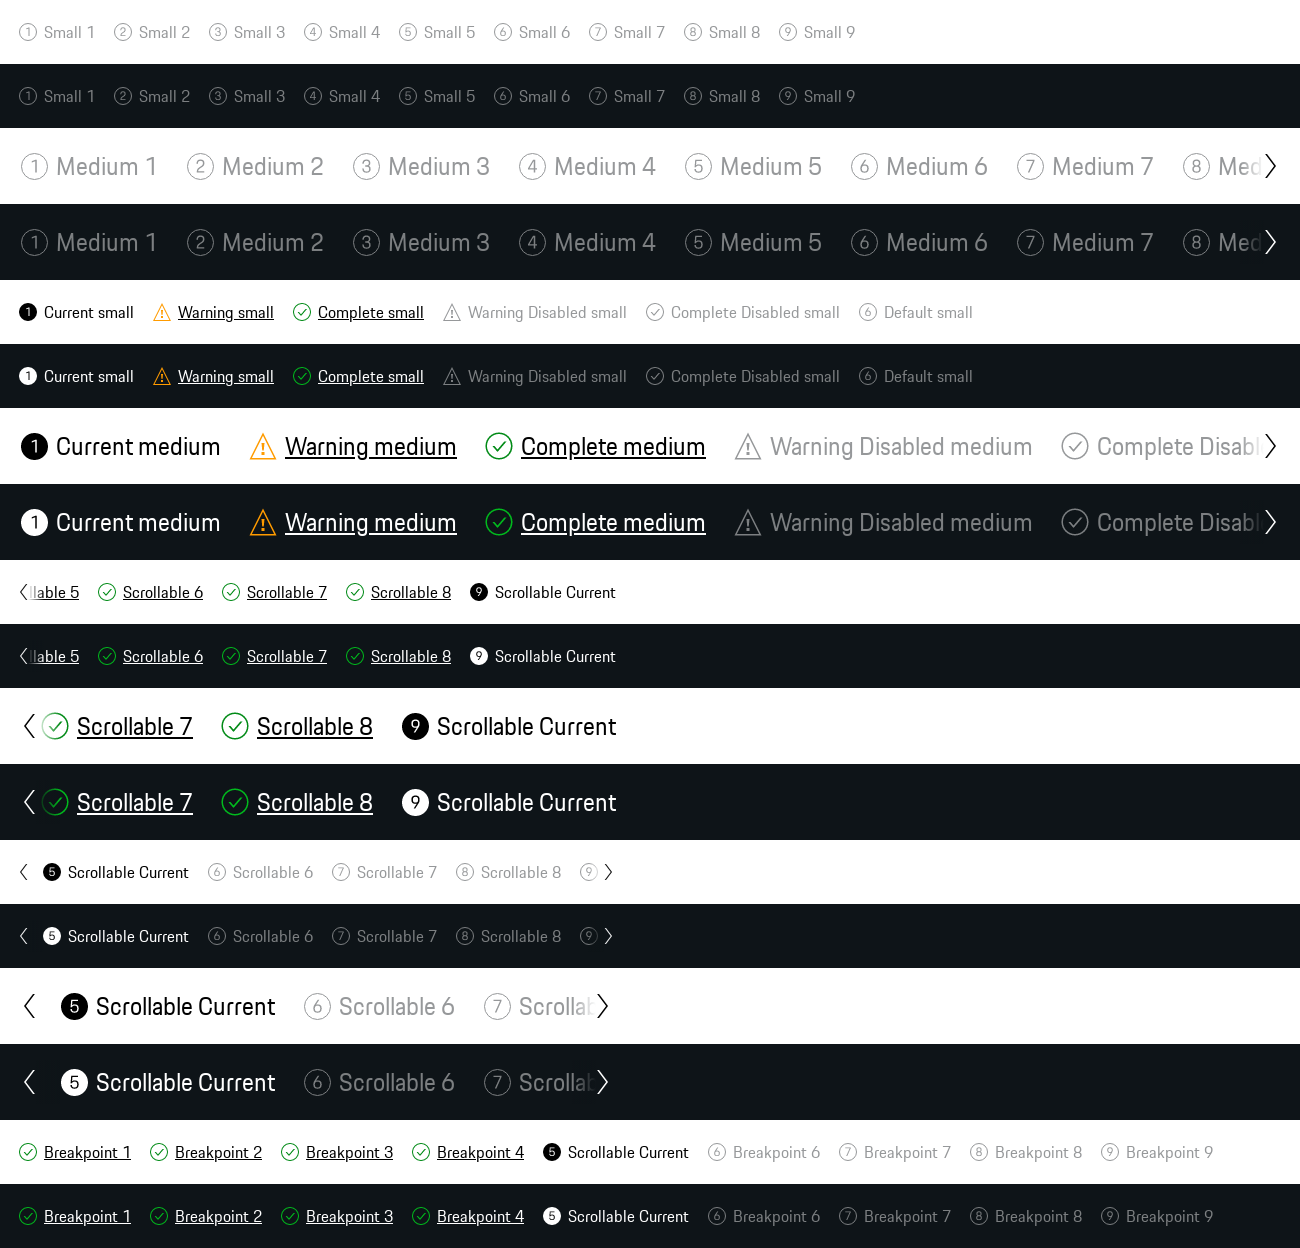 1 Small 1 2 Small 2 3 Small 3 4 Small 4 5 Small 5 6 Small 6 7 Small 7 8 Small 8 9 Small 9
1 Small 1 2 Small 2 3 Small 3 4 Small 4 5 Small 5 6 Small 6 7 Small 7 8 Small 8 9 Small 9
1 Medium 1 2 Medium 2 3 Medium 3 4 Medium 4 5 Medium 5 6 Medium 6 7 Medium 7 8 Med
1 Medium 1 2 Medium 2 3 Medium 3 4 Medium 4 5 Medium 5 6 Medium 6 7 Medium 7 8 Med
1 Current small Warning small Complete small Warning Disabled small Complete Disabled small 6 Default small
1 Current small Warning small Complete small Warning Disabled small Complete Disabled small 6 Default small
1 Current medium Warning medium Complete medium Warning Disabled medium Complete Disabl
1 Current medium Warning medium Complete medium Warning Disabled medium Complete Disabl
llable 5 Scrollable 6 Scrollable 7 Scrollable 8 9 Scrollable Current
llable 5 Scrollable 6 Scrollable 7 Scrollable 8 9 Scrollable Current
Scrollable 7 Scrollable 8 9 Scrollable Current
Scrollable 7 Scrollable 8 9 Scrollable Current
5 Scrollable Current 6 Scrollable 6 7 Scrollable 7 8 Scrollable 8 9
5 Scrollable Current 6 Scrollable 6 7 Scrollable 7 8 Scrollable 8 9
5 Scrollable Current 6 Scrollable 6 7 Scrollab
5 Scrollable Current 6 Scrollable 6 7 Scrollab
Breakpoint 1 Breakpoint 2 Breakpoint 3 Breakpoint 4 5 Scrollable Current 6 Breakpoint 6 7 Breakpoint 7 8 Breakpoint 8 9 Breakpoint 9
Breakpoint 1 Breakpoint 2 Breakpoint 3 Breakpoint 4 5 Scrollable Current 6 Breakpoint 6 7 Breakpoint 7 8 Breakpoint 8 9 Breakpoint 9